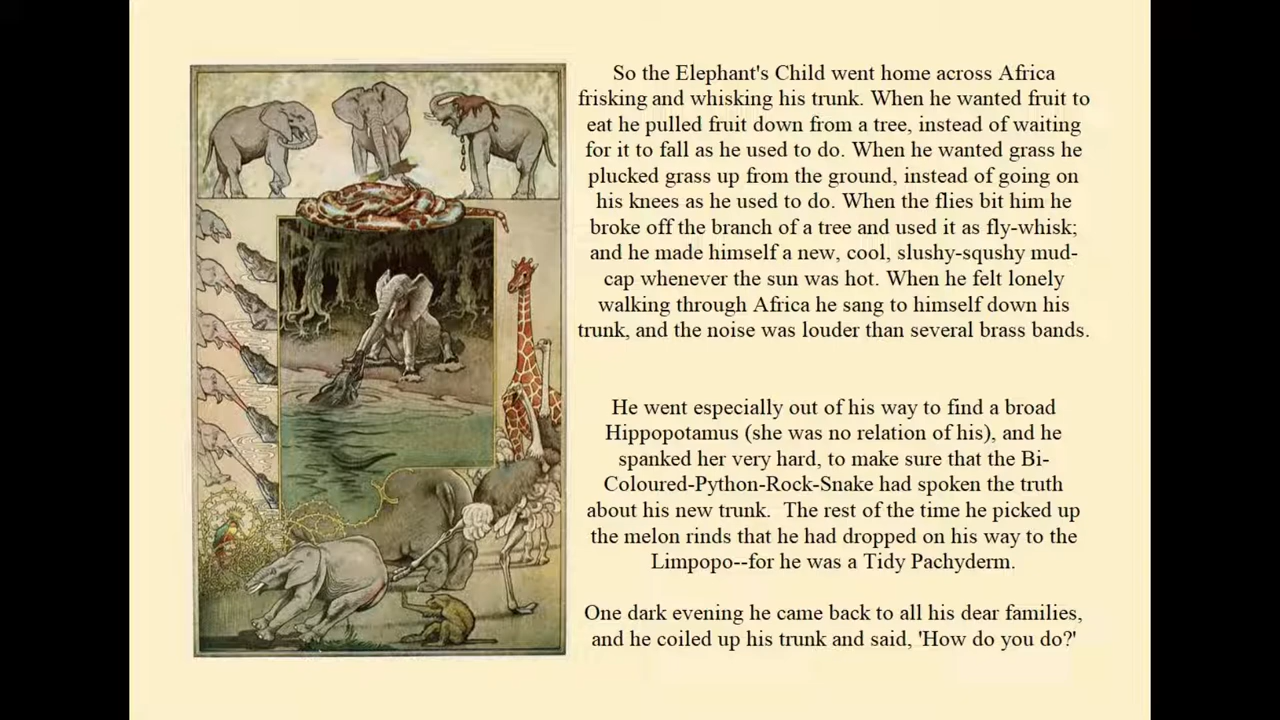 So the Elephant's Child went home across Africa
frisking and whisking his trunk. When he wanted fruit to
eat he pulled fruit down from a tree, instead of waiting
for it to fall as he used to do. When he wanted grass he
plucked grass up from the ground, instead of going on
his knees as he used to do. When the flies bit him he
broke off the branch of a tree and used it as fly-whisk;
and he made himself a new, cool, slushy-squshy mud-
cap whenever the sun was hot. When he felt lonely
walking through Africa he sang to himself down his
trunk, and the noise was louder than several brass bands.
He went especially out of his way to find a broad
Hippopotamus (she was no relation of his), and he
spanked her very hard, to make sure that the Bi-
Coloured-Python-Rock-Snake had spoken the truth
about his new trunk.  The rest of the time he picked up
the melon rinds that he had dropped on his way to the
Limpopo--for he was a Tidy Pachyderm.
One dark evening he came back to all his dear families,
and he coiled up his trunk and said, 'How do you do?'